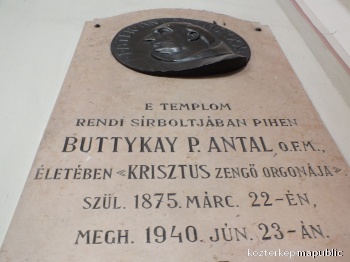 E TEMPLOM
RENDI SÍRBOLTJÁBAN PIHEN
BUTTYKAY P. ANTAL O.F.M.,
ÉLETÉBEN «KRISZTUS ZENGŐ ORGONÁJA».
SZÜL. 1875. MÁRC. 22-ÉN,
MEGH. 1940. JÚN. 23-ÁN.
kozterkep mapublic